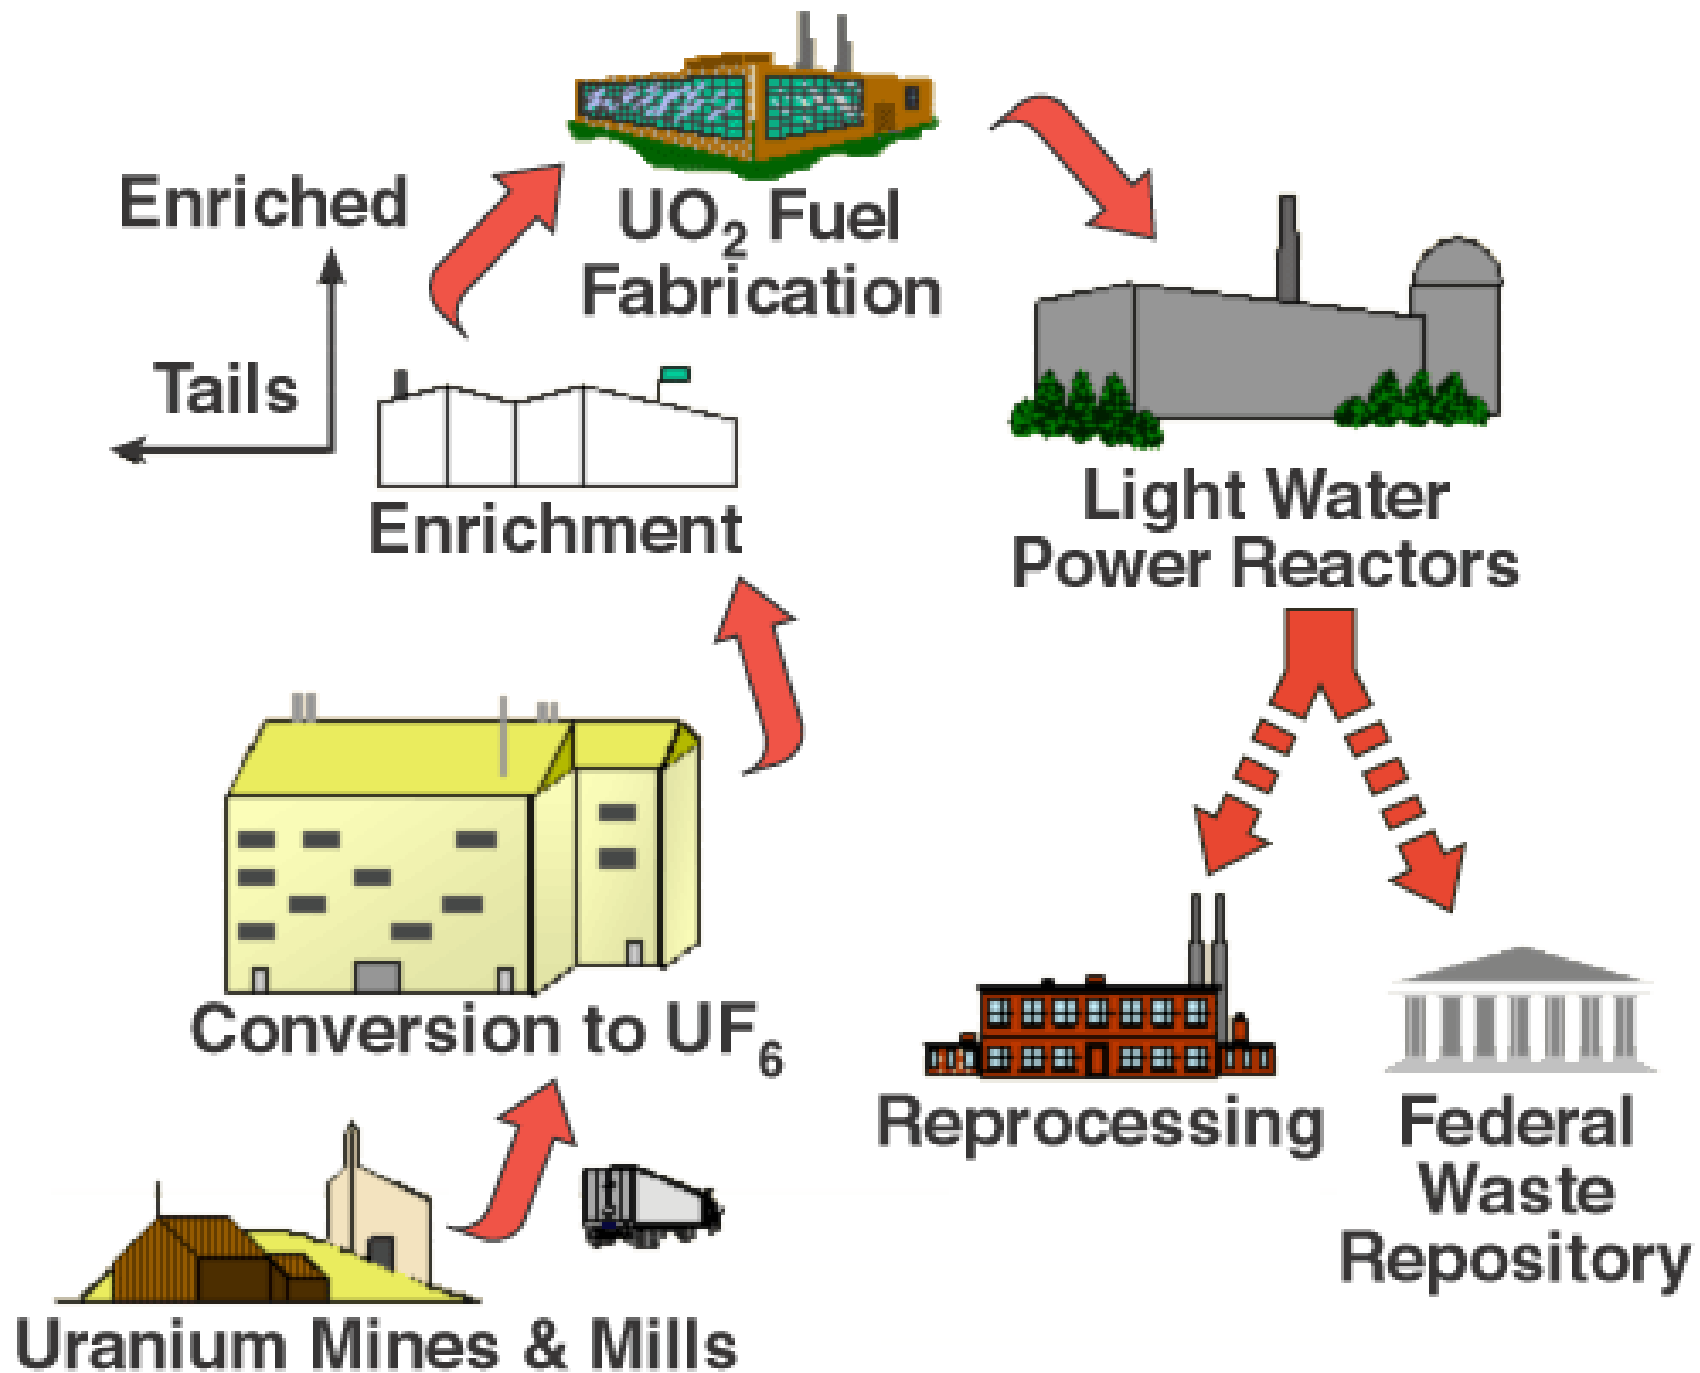 UO₂ Fuel
Fabrication
Enriched
Tails
Enrichment
Light Water
Power Reactors
Conversion to UF₆
Reprocessing
Federal
Waste
Repository
Uranium Mines & Mills